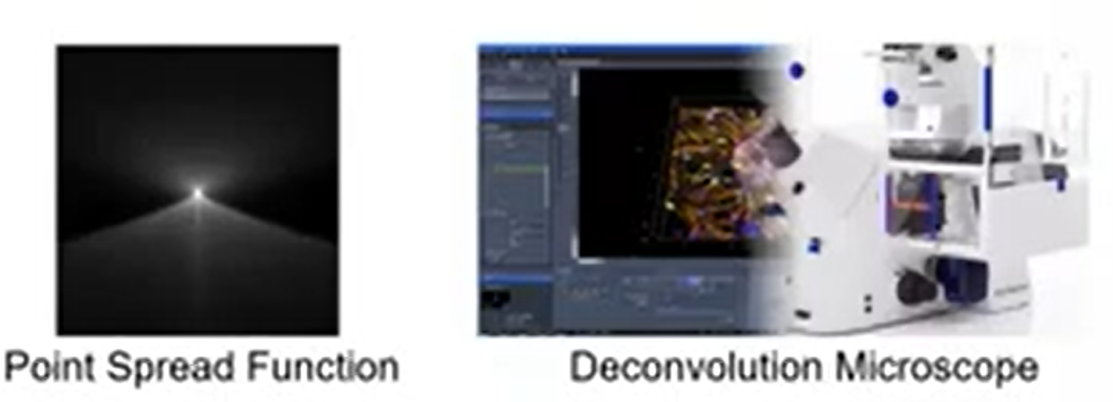 Point Spread Function
Deconvolution Microscope